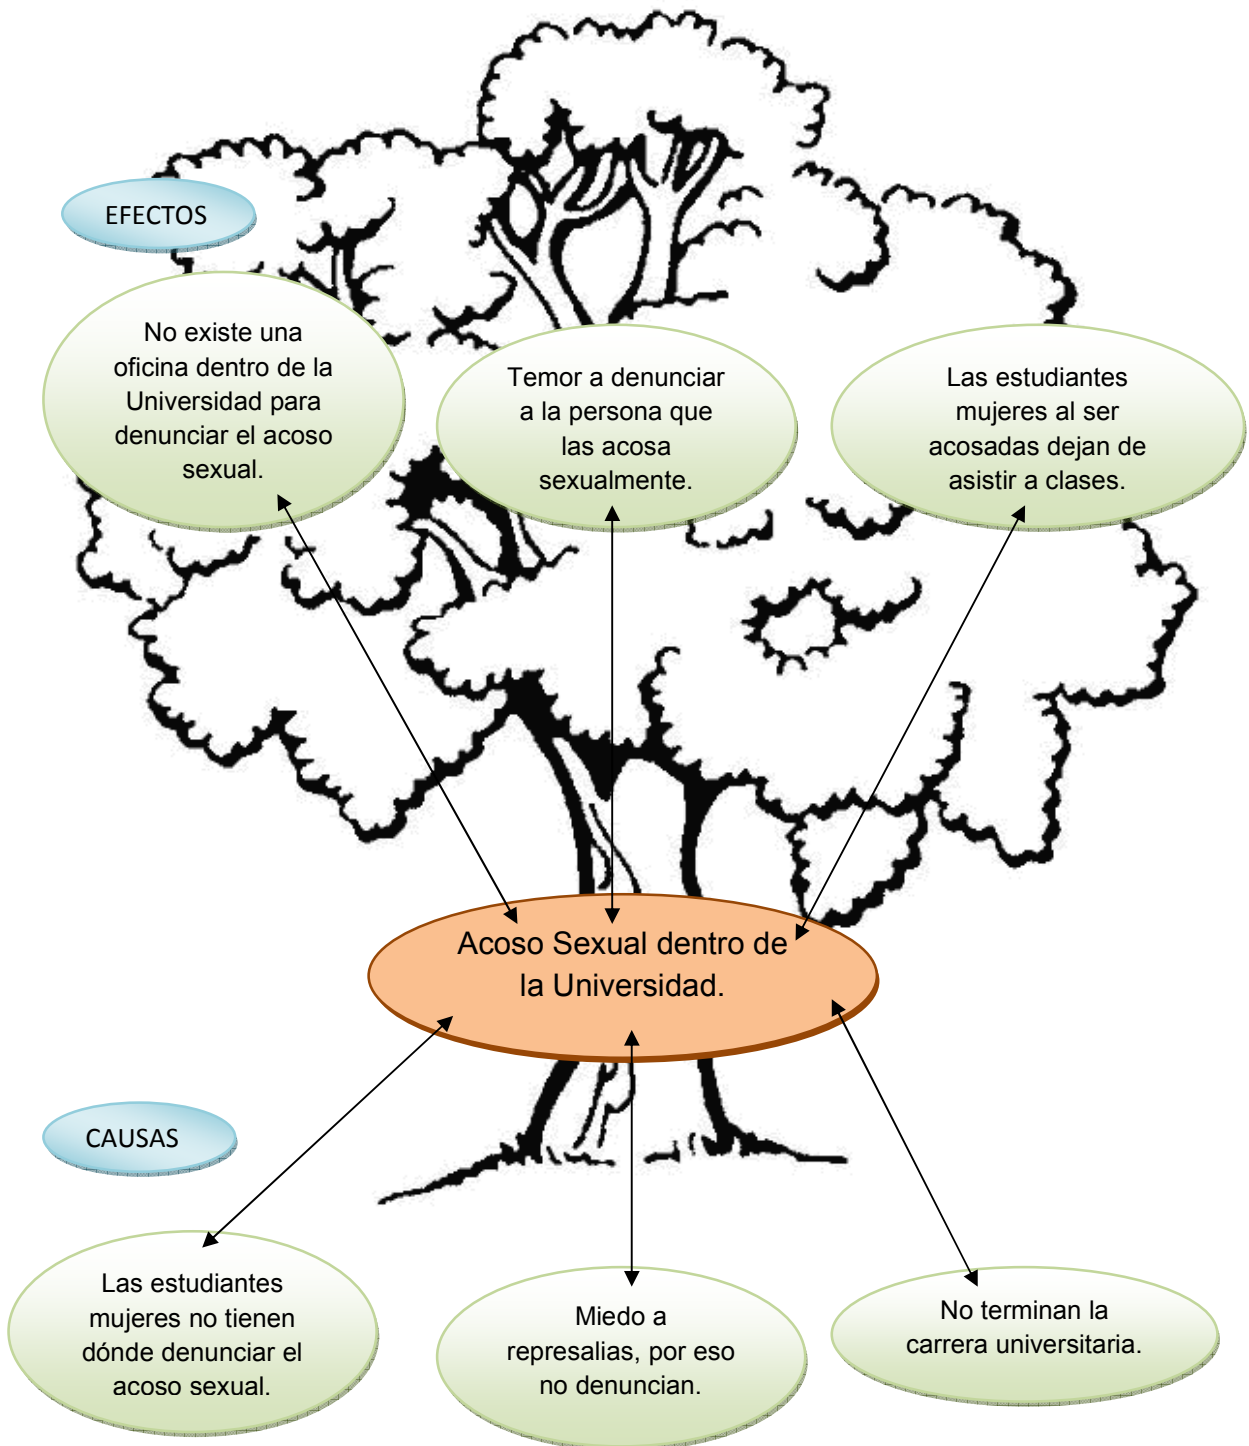 EFECTOS
No existe una
oficina dentro de la
Universidad para
denunciar el acoso
sexual.
Temor a denunciar
a la persona que
las acosa
sexualmente.
Las estudiantes
mujeres al ser
acosadas dejan de
asistir a clases.
Acoso Sexual dentro de
la Universidad.
CAUSAS
Las estudiantes
mujeres no tienen
dónde denunciar el
acoso sexual.
Miedo a
represalias, por eso
no denuncian.
No terminan la
carrera universitaria.